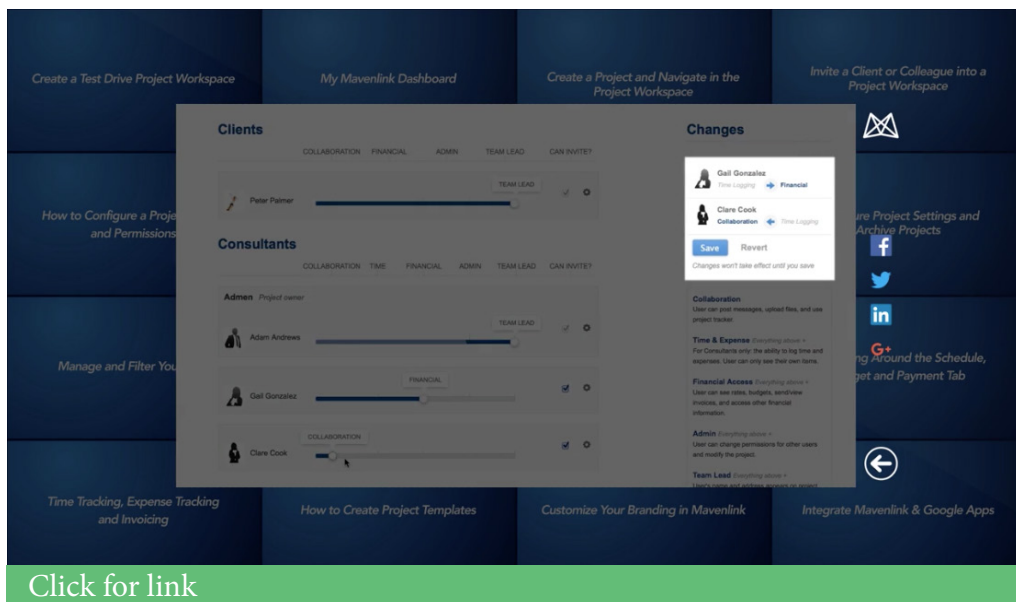 Create a Test Drive Project Workspace
My Mavenlink Dashboard
Create a Project and Navigate in the
Project Workspace
Invite a Client or Colleague into a
Project Workspace
Clients
COLLABORATION FINANCIAL ADMIN TEAM LEAD CAN INVITE?
TEAM LEAD
Peter Palmer
Consultants
COLLABORATION TIME FINANCIAL ADMIN TEAM LEAD CAN INVITE?
Admen Project owner
TEAM LEAD
Adam Andrews
FINANCIAL
Gail Gonzalez
COLLABORATION
Clare Cook
Changes
Gail Gonzalez
Time Logging Financial
Clare Cook
Collaboration Time Logging
Save Revert
Changes won't take effect until you save
Collaboration
User can post messages, upload files, and use
project tracker.
Time & Expense Everything above +
For Consultants only: the ability to log time and
expenses. User can only see their own items.
Financial Access Everything above +
User can see rates, budgets, send/view
invoices, and access other financial
information.
Admin Everything above +
User can change permissions for other users
and modify the project.
Team Lead Everything above +
User's name and address appears on project
How to Configure a Proje
and Permissions
ure Project Settings and
Archive Projects
f
in
G+
Manage and Filter You
ng Around the Schedule,
get and Payment Tab
Time Tracking, Expense Tracking
and Invoicing
How to Create Project Templates
Customize Your Branding in Mavenlink
Integrate Mavenlink & Google Apps
Click for link